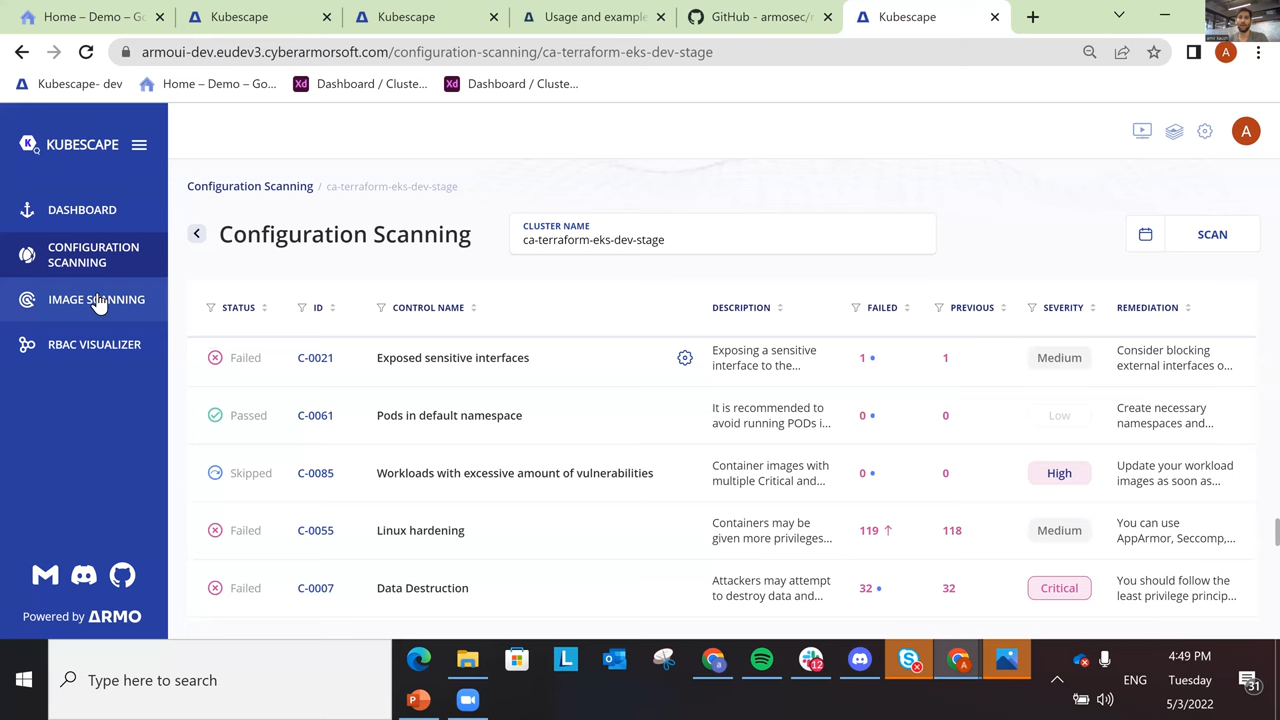 Home – Demo – Go…
Kubescape
Kubescape
Usage and example
GitHub - armosec/r
Kubescape
armoui-dev.eudev3.cyberarmorsoft.com/configuration-scanning/ca-terraform-eks-dev-stage
A
Kubescape- dev
Home – Demo – Go...
Xd
Dashboard / Cluste...
Xd
Dashboard / Cluste...
KUBESCAPE
A
DASHBOARD
CONFIGURATION
SCANNING
IMAGE SCANNING
RBAC VISUALIZER
Powered by ARMO
Configuration Scanning / ca-terraform-eks-dev-stage
Configuration Scanning
CLUSTER NAME
ca-terraform-eks-dev-stage
SCAN
STATUS ID CONTROL NAME DESCRIPTION FAILED PREVIOUS SEVERITY REMEDIATION
Failed C-0021 Exposed sensitive interfaces Exposing a sensitive 1 1 Medium Consider blocking
interface to the... external interfaces o...
Passed C-0061 Pods in default namespace It is recommended to 0 0 Low Create necessary
avoid running PODs i... namespaces and...
Skipped C-0085 Workloads with excessive amount of vulnerabilities Container images with 0 0 High Update your workload
multiple Critical and... images as soon as...
Failed C-0055 Linux hardening Containers may be 119 118 Medium You can use
given more privileges... AppArmor, Seccomp,...
Failed C-0007 Data Destruction Attackers may attempt 32 32 Critical You should follow the
to destroy data and... least privilege princip...
Type here to search
L
12
ENG
4:49 PM
Tuesday
5/3/2022
31